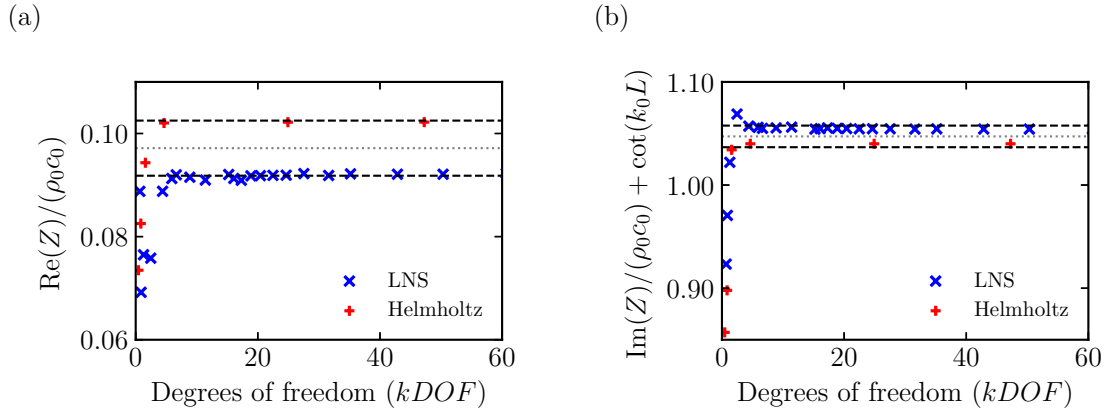 (a)
(b)
Re(Z)/(ρ₀c₀)
0.10
0.08
0.06
LNS
Helmholtz
0
20
40
60
Degrees of freedom (kDOF)
Im(Z)/(ρ₀c₀) + cot(k₀L)
1.10
1.00
0.90
LNS
Helmholtz
0
20
40
60
Degrees of freedom (kDOF)